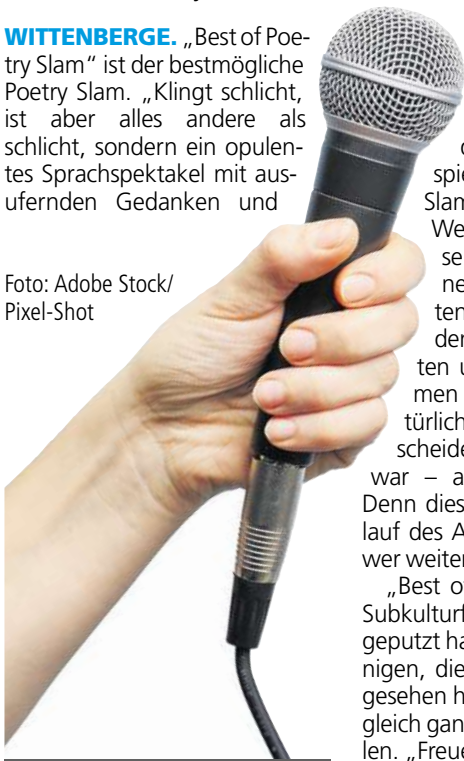 WITTENBERGE. „Best of Poe-
try Slam“ ist der bestmögliche
Poetry Slam. „Klingt schlicht,
ist aber alles andere als
schlicht, sondern ein opulen-
tes Sprachspektakel mit aus-
ufernden Gedanken und
Foto: Adobe Stock/
Pixel-Shot
spie
Slam
We
se
ne
ten
der
ten u
men
türlich
scheide
war – a
Denn dies
lauf des A
wer weiter
„Best of
Subkulturf
geputzt ha
nigen, die
gesehen h
gleich gan
len. „Freue